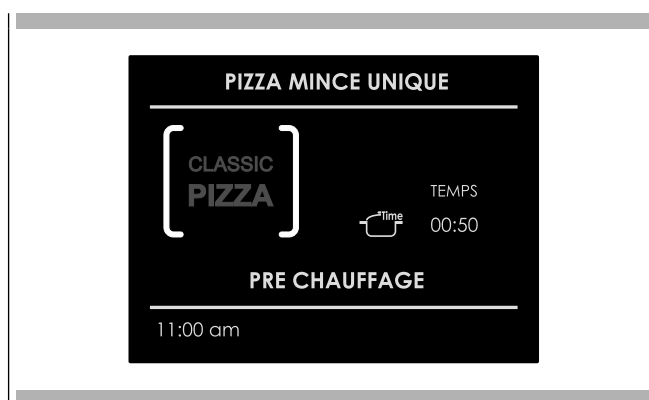 PIZZA MINCE UNIQUE
CLASSIC
PIZZA
TEMPS
Time
00:50
PRE CHAUFFAGE
11:00 am